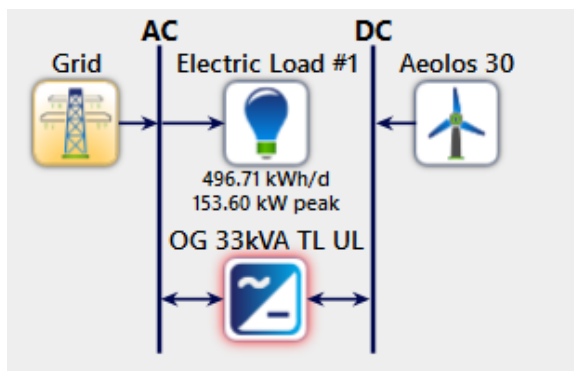 AC DC
Grid Electric Load #1 Aeolos 30
496.71 kWh/d
153.60 kW peak
OG 33kVA TL UL